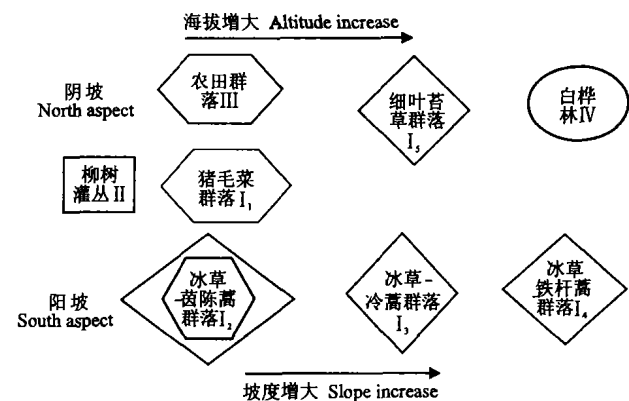 海拔增大 Altitude increase
阴坡
North aspect
农田群
落III
细叶苔
草群落
I5
白桦
林IV
柳树
灌丛II
猪毛菜
群落I1
阳坡
South aspect
冰草
-茵陈蒿
群落I2
冰草-
冷蒿群落
I3
冰草
-铁杆蒿
群落I4
坡度增大 Slope increase